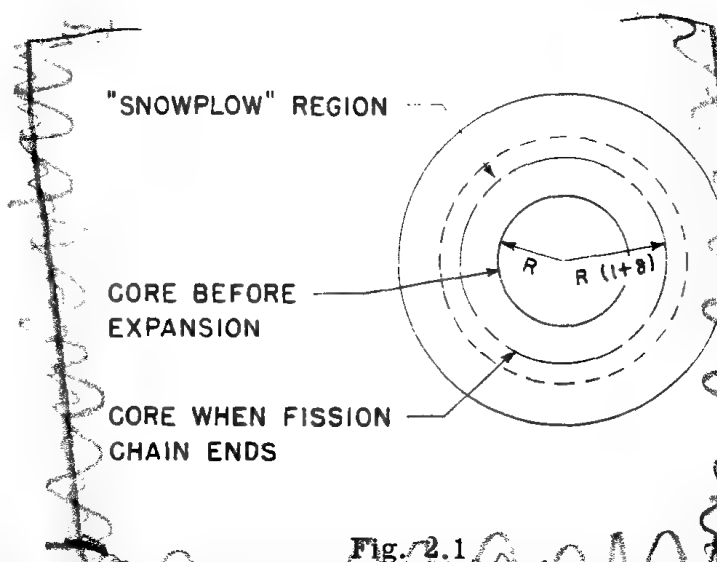 "SNOWPLOW" REGION
R
R (1+δ)
CORE BEFORE
EXPANSION
CORE WHEN FISSION
CHAIN ENDS
Fig. 2.1